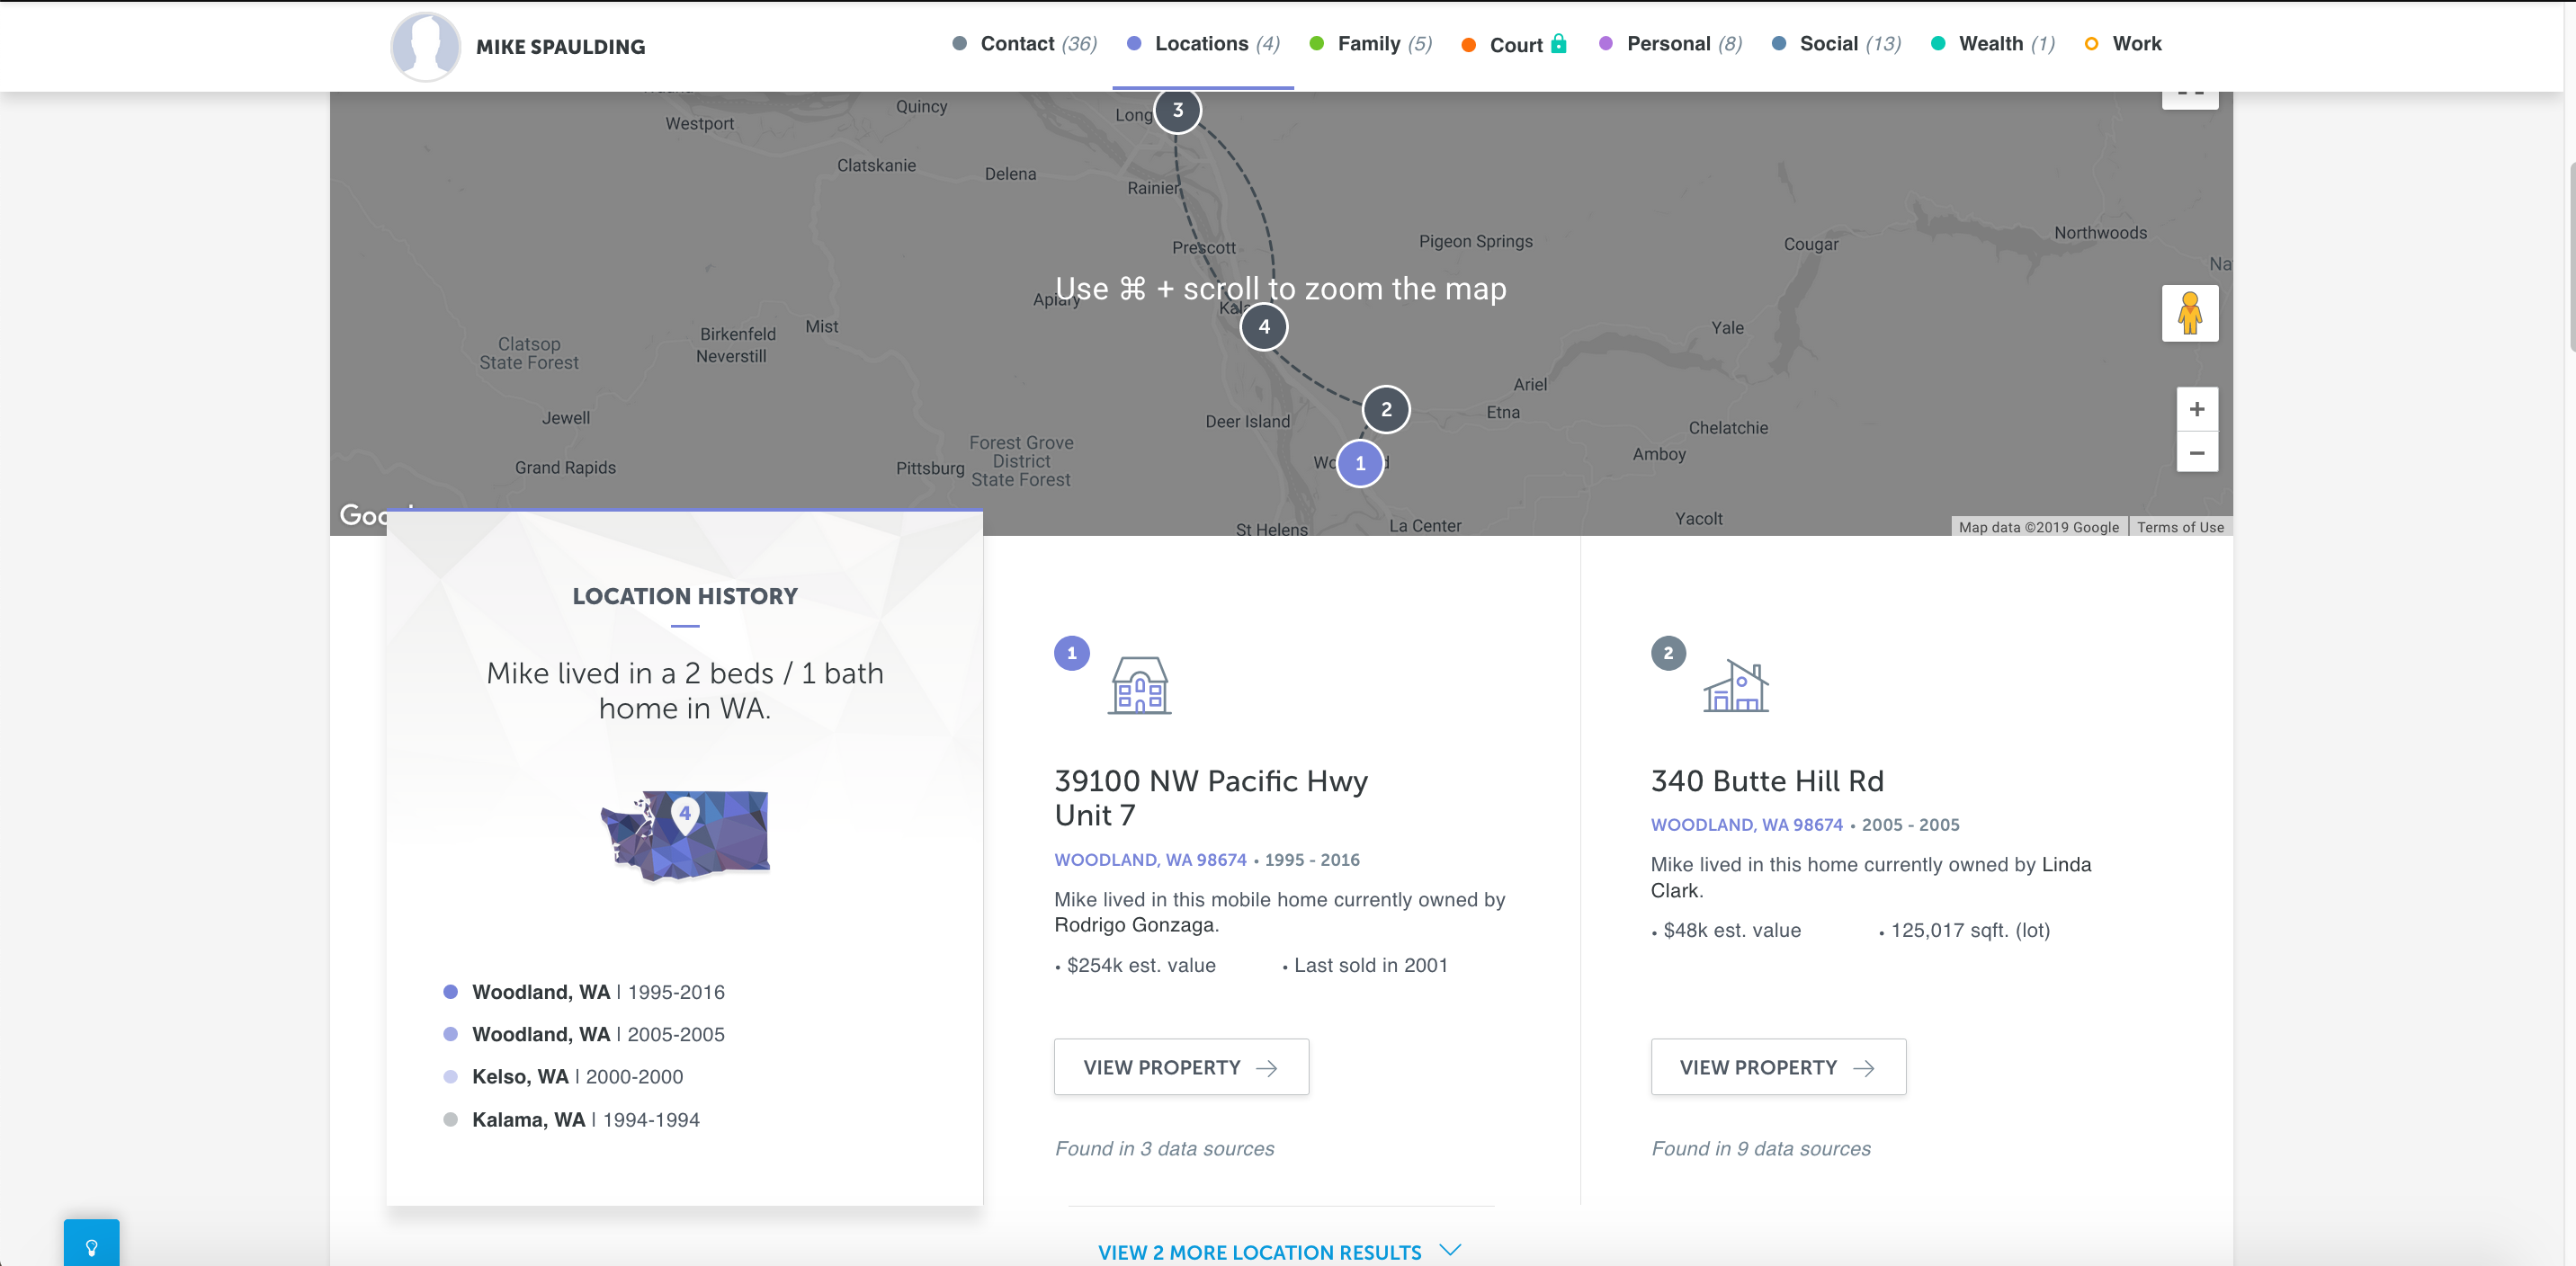 MIKE SPAULDING
Contact (36)
Locations (4)
Family (5)
Court
Personal (8)
Social (13)
Wealth (1)
Work
Quincy
Westport
Long
3
Clatskanie
Delena
Rainier
Prescott
Pigeon Springs
Cougar
Northwoods
Na
Use ⌘ + scroll to zoom the map
Apiary
Kala
4
Mist
Birkenfeld
Neverstill
Yale
Clatsop
State Forest
Ariel
Etna
2
Jewell
Deer Island
Chelatchie
Forest Grove
District
State Forest
Amboy
Grand Rapids
Pittsburg
1
Yacolt
La Center
St Helens
Map data ©2019 Google
Terms of Use
LOCATION HISTORY
Mike lived in a 2 beds / 1 bath
home in WA.
4
Woodland, WA | 1995-2016
Woodland, WA | 2005-2005
Kelso, WA | 2000-2000
Kalama, WA | 1994-1994
1
39100 NW Pacific Hwy
Unit 7
WOODLAND, WA 98674 • 1995 - 2016
Mike lived in this mobile home currently owned by
Rodrigo Gonzaga.
• $254k est. value
• Last sold in 2001
VIEW PROPERTY
Found in 3 data sources
2
340 Butte Hill Rd
WOODLAND, WA 98674 • 2005 - 2005
Mike lived in this home currently owned by Linda
Clark.
• $48k est. value
• 125,017 sqft. (lot)
VIEW PROPERTY
Found in 9 data sources
VIEW 2 MORE LOCATION RESULTS